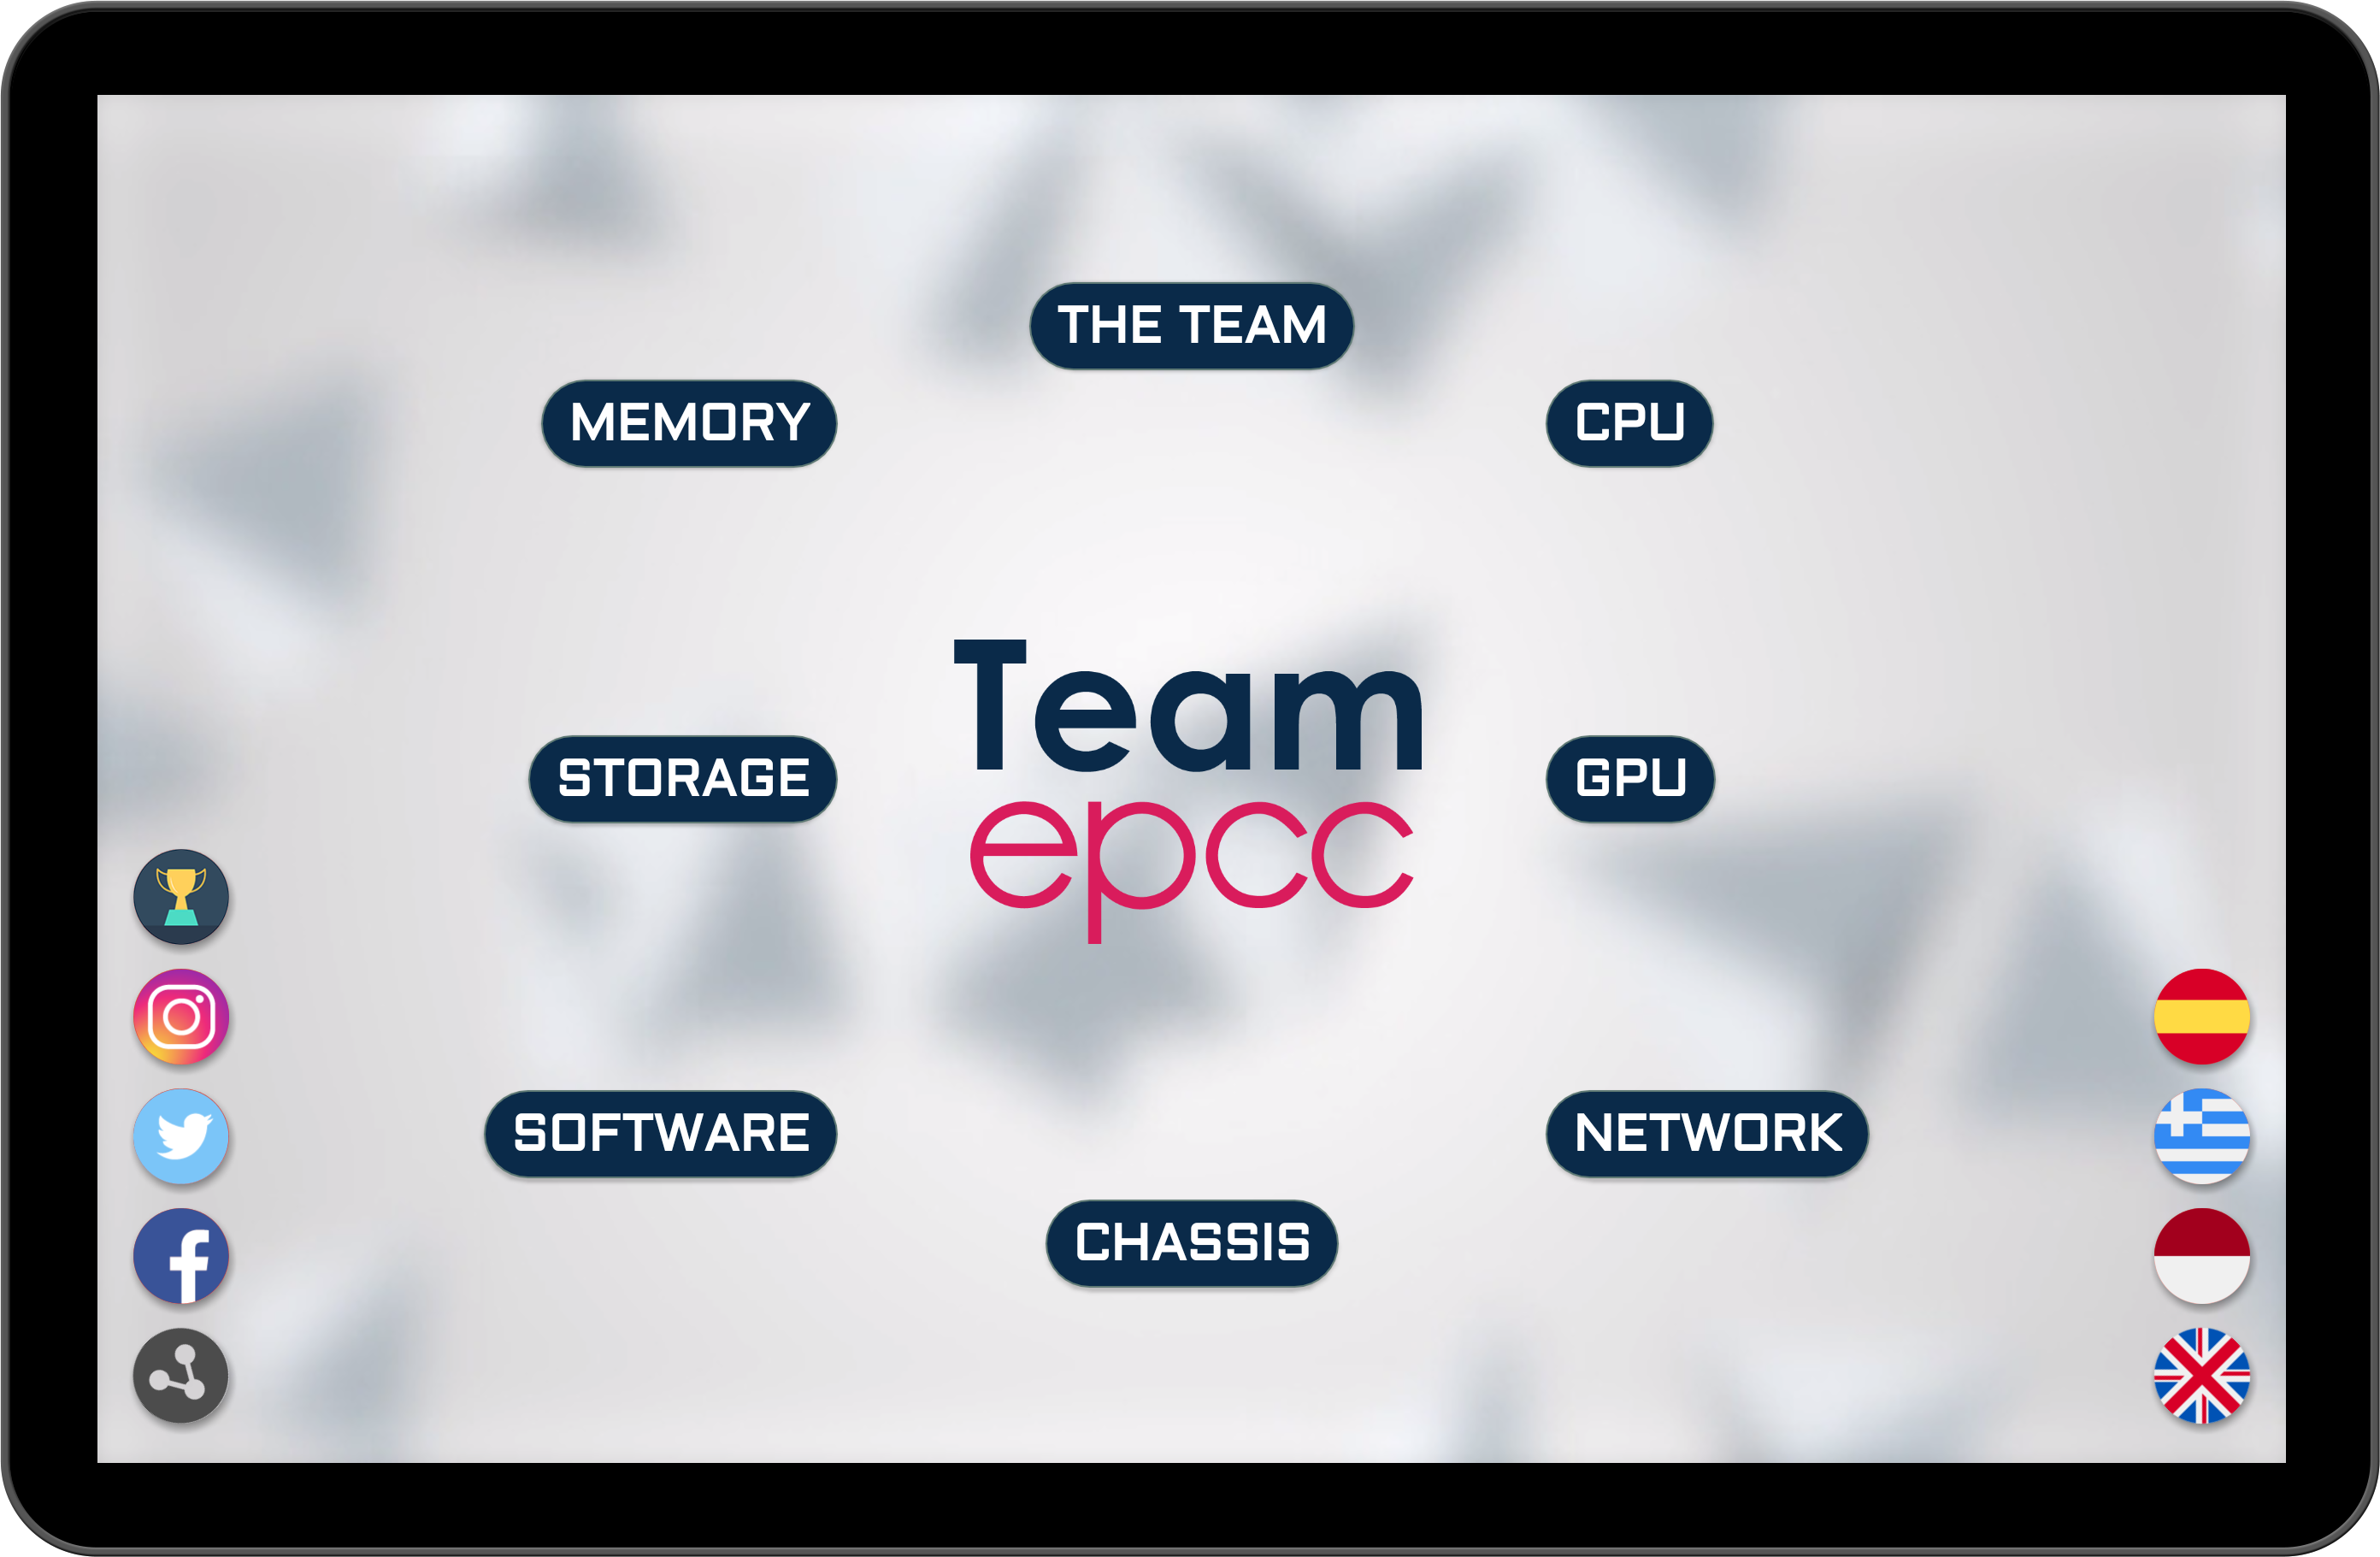 THE TEAM
MEMORY
CPU
Team
epcc
STORAGE
GPU
SOFTWARE
NETWORK
CHASSIS